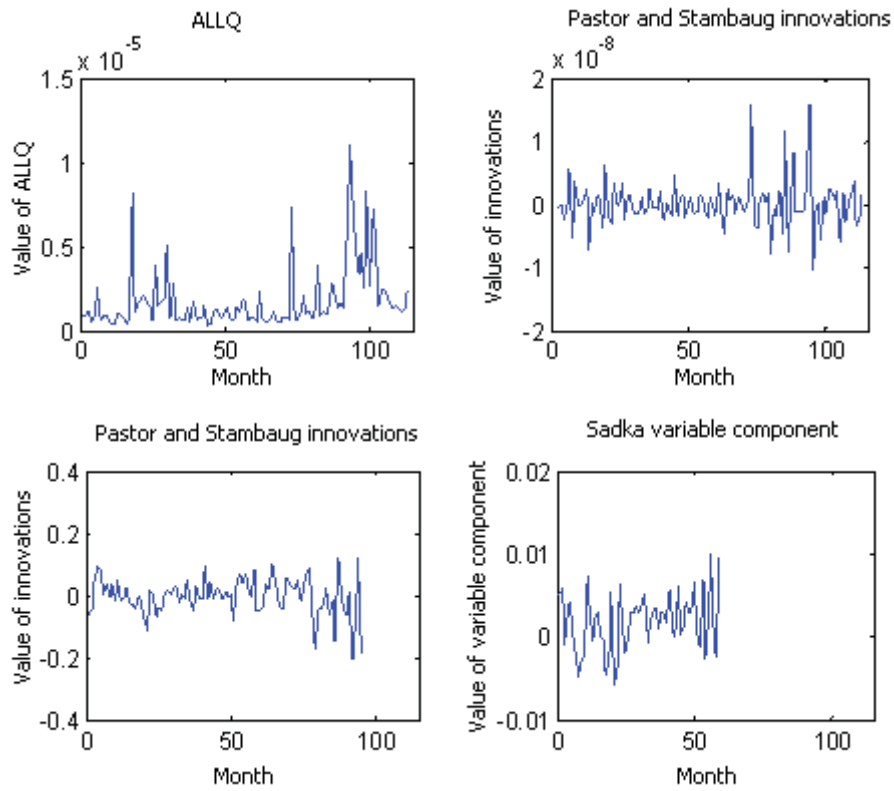 ALLQ
x 10^-5
1.5
1
0.5
0
0 50 100
Value of ALLQ
Month
Pastor and Stambaug innovations
x 10^-8
2
1
0
-1
-2
0 50 100
Value of innovations
Month
Pastor and Stambaug innovations
0.4
0.2
0
-0.2
-0.4
0 50 100
Value of innovations
Month
Sadka variable component
0.02
0.01
0
-0.01
0 50 100
Value of variable component
Month